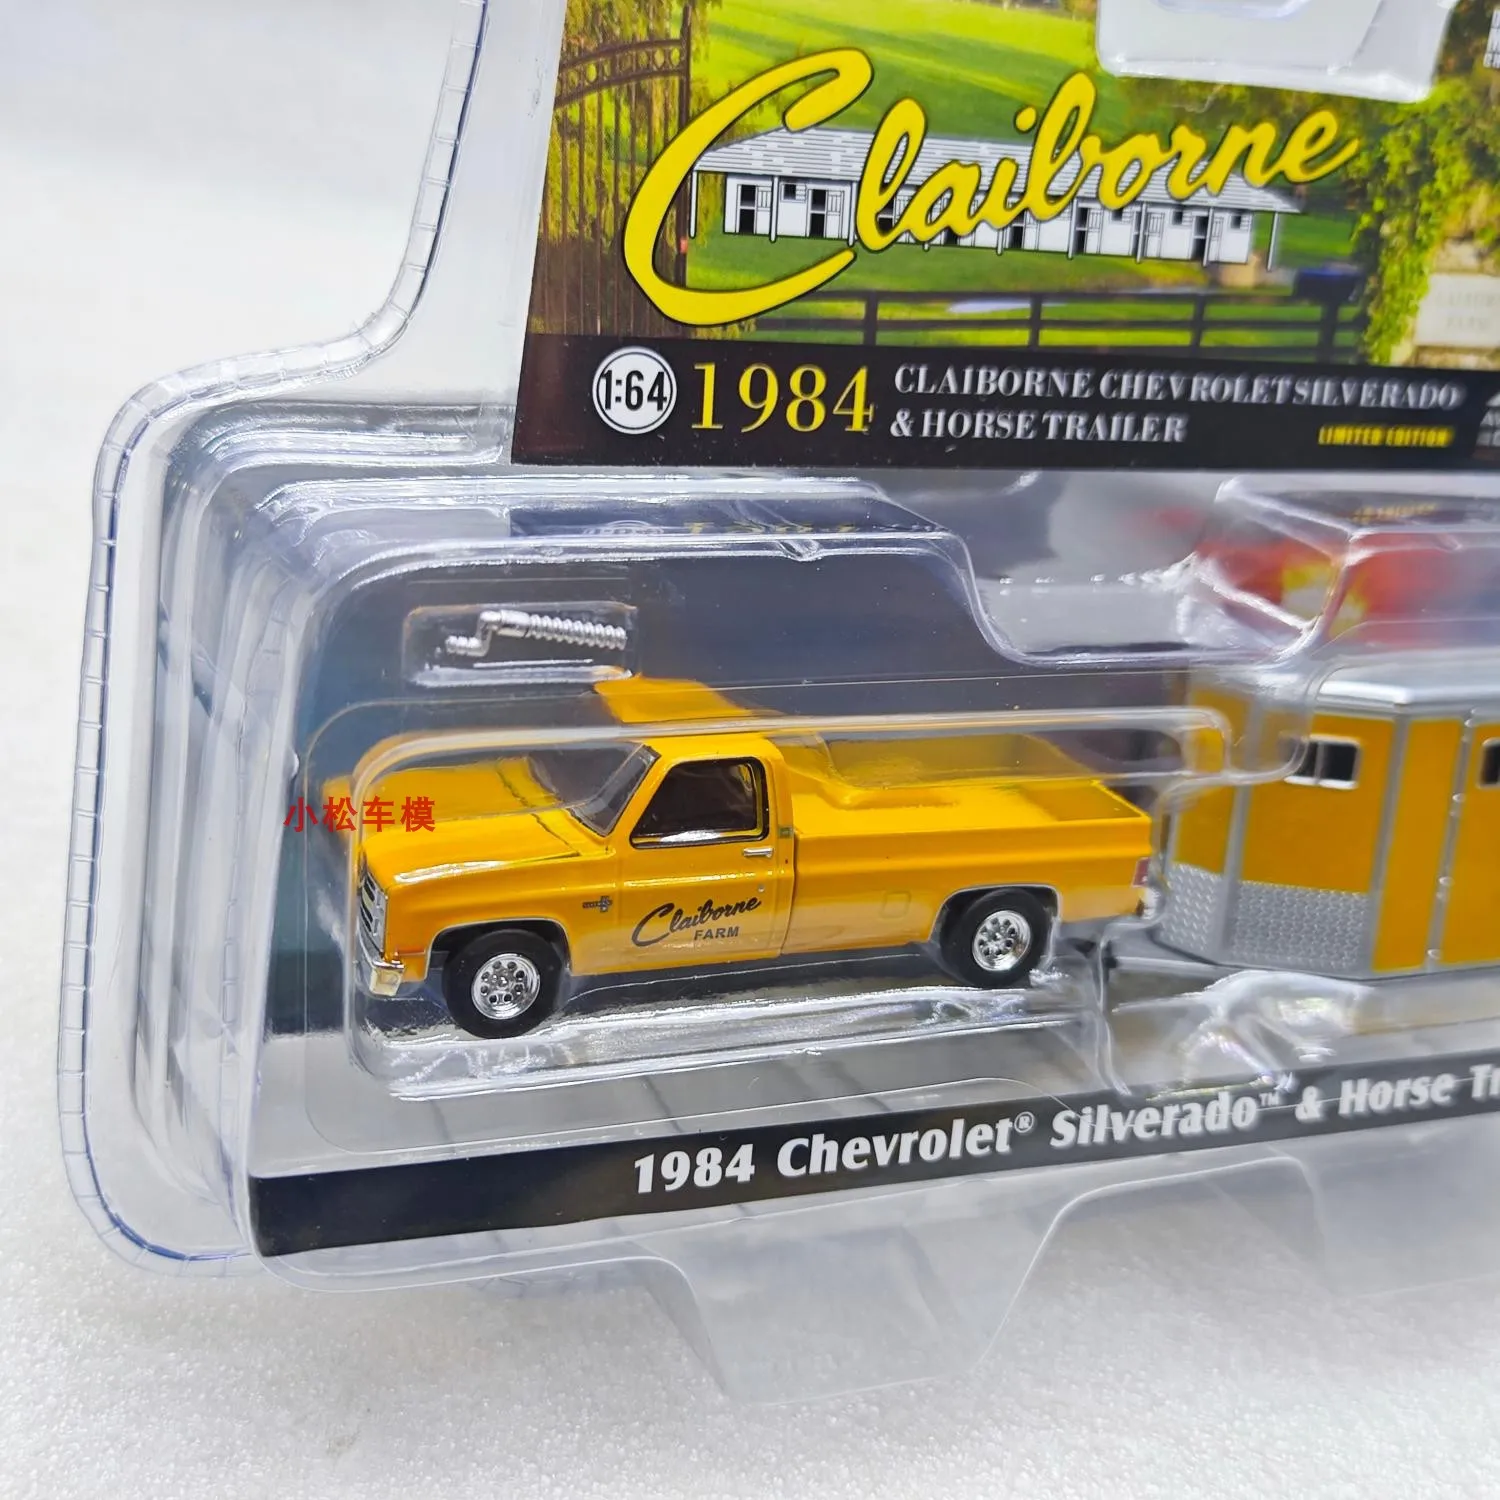 Claiborne
1:64
1984
CLAIBORNE CHEVROLET SILVERADO
& HORSE TRAILER
LIMITED EDITION
小松车模
Claiborne
FARM
1984 Chevrolet® Silverado™ & Horse Tr